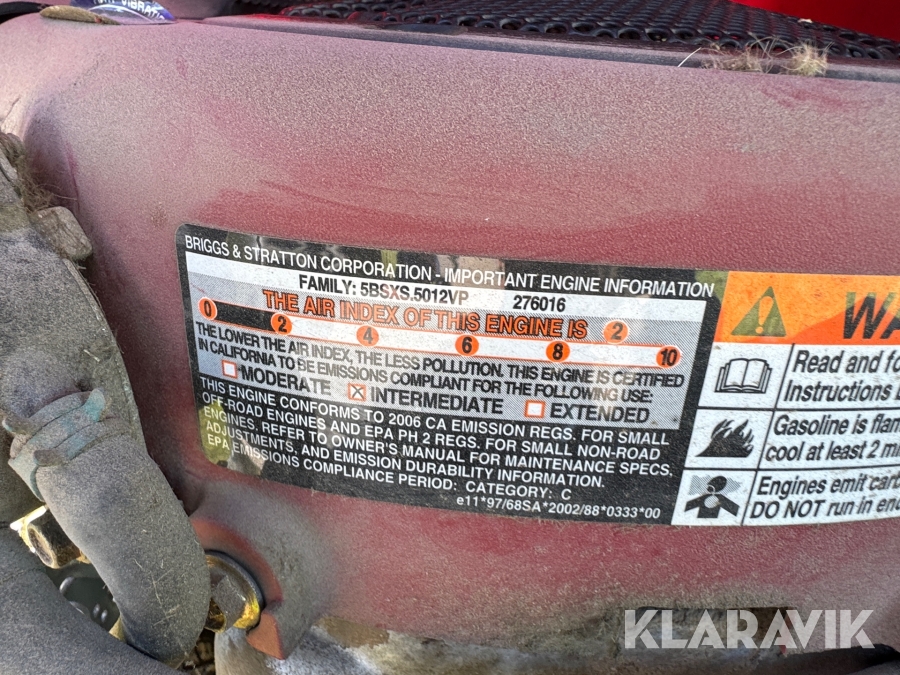 BRIGGS & STRATTON CORPORATION - IMPORTANT ENGINE INFORMATION
FAMILY: 5BSXS.5012VP 276016
THE AIR INDEX OF THIS ENGINE IS 2
0 2 4 6 8 10
THE LOWER THE AIR INDEX, THE LESS POLLUTION. THIS ENGINE IS CERTIFIED
IN CALIFORNIA TO BE EMISSIONS COMPLIANT FOR THE FOLLOWING USE:
MODERATE INTERMEDIATE EXTENDED
THIS ENGINE CONFORMS TO 2006 CA EMISSION REGS. FOR SMALL
OFF-ROAD ENGINES AND EPA PH 2 REGS. FOR SMALL NON-ROAD
ENGINES. REFER TO OWNER'S MANUAL FOR MAINTENANCE SPECS,
ADJUSTMENTS, AND EMISSION DURABILITY INFORMATION.
EPA EMISSIONS COMPLIANCE PERIOD: CATEGORY: C
e11*97/68SA*2002/88*0333*00
WA
Read and fo
Instructions
Gasoline is flam
cool at least 2 mi
Engines emit carb
DO NOT run in enc
KLARAVIK